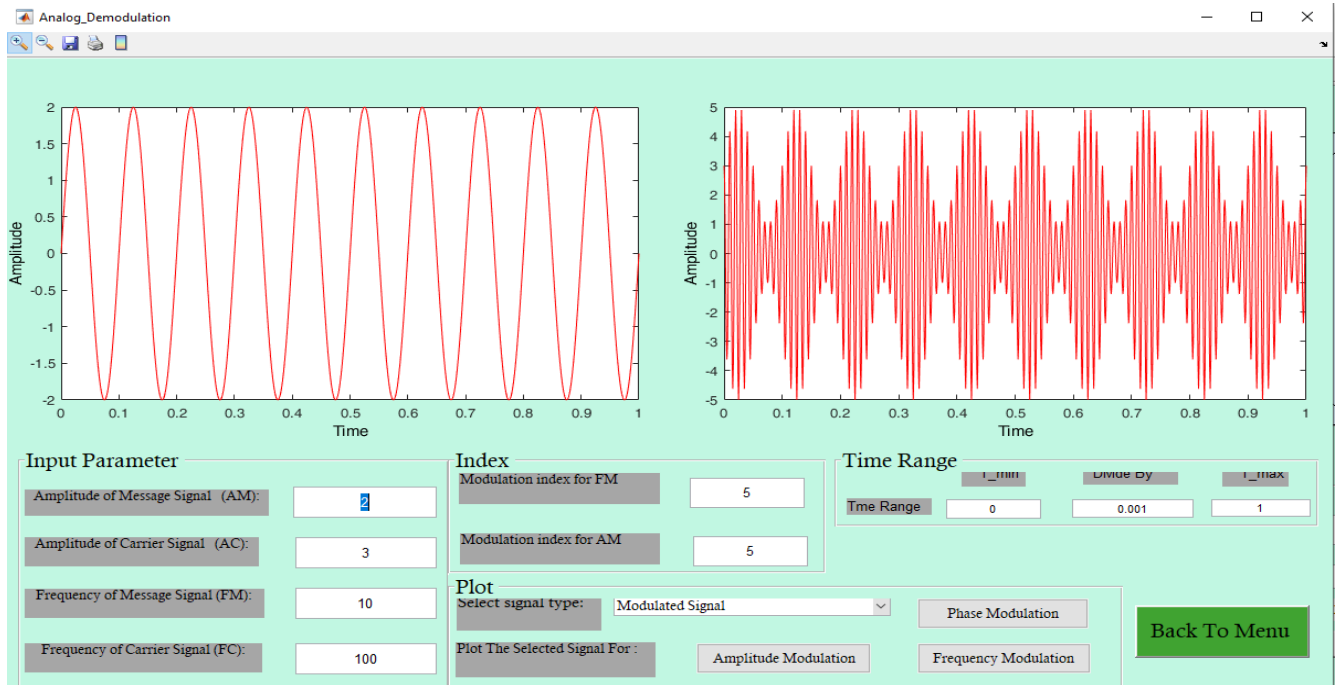 Analog_Demodulation
2
1.5
1
0.5
0
-0.5
-1
-1.5
-2
Amplitude
0 0.1 0.2 0.3 0.4 0.5 0.6 0.7 0.8 0.9 1
Time
5
4
3
2
1
0
-1
-2
-3
-4
-5
Amplitude
0 0.1 0.2 0.3 0.4 0.5 0.6 0.7 0.8 0.9 1
Time
Input Parameter
Amplitude of Message Signal (AM): 2
Amplitude of Carrier Signal (AC): 3
Frequency of Message Signal (FM): 10
Frequency of Carrier Signal (FC): 100
Index
Modulation index for FM 5
Modulation index for AM 5
Time Range
T_min Divide By T_max
Tme Range 0 0.001 1
Plot
Select signal type: Modulated Signal
Phase Modulation
Plot The Selected Signal For : Amplitude Modulation Frequency Modulation
Back To Menu